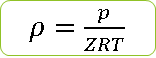 ρ = p / ZRT